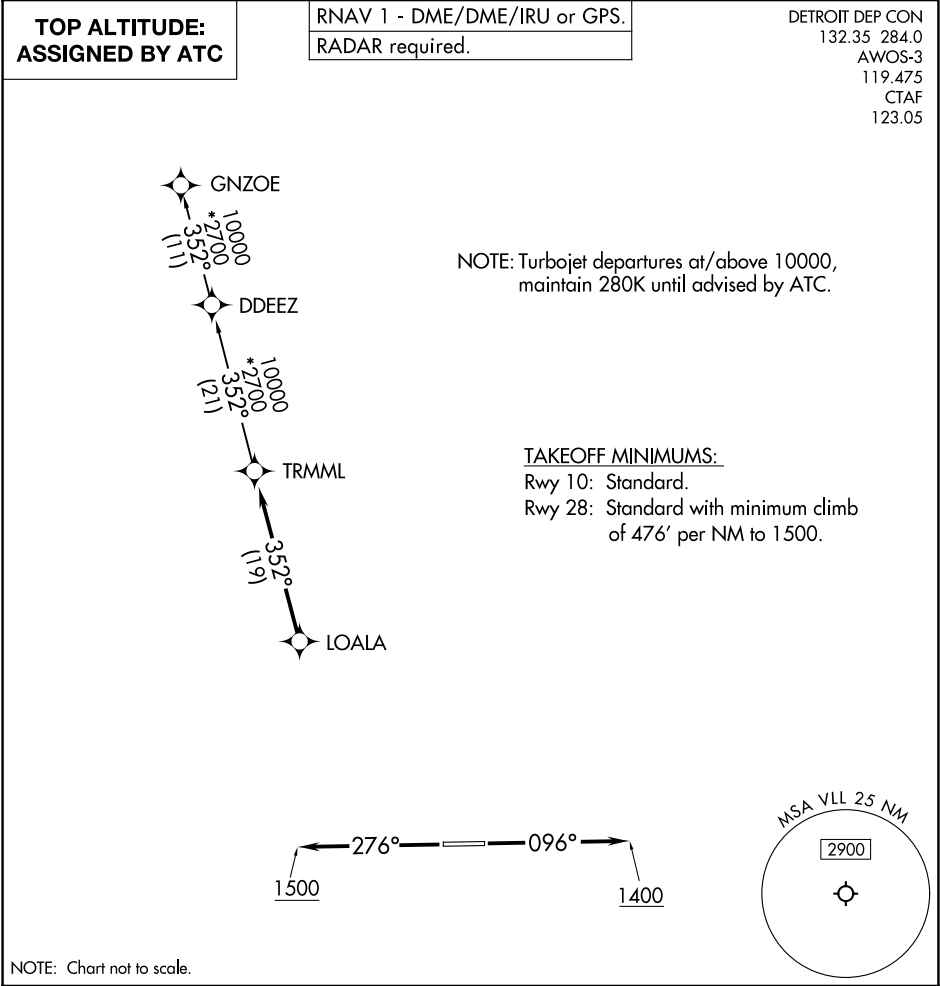 TOP ALTITUDE:
ASSIGNED BY ATC
RNAV 1 - DME/DME/IRU or GPS.
RADAR required.
DETROIT DEP CON
132.35 284.0
AWOS-3
119.475
CTAF
123.05
GNZOE
10000
*2700
352°
(11)
DDEEZ
NOTE: Turbojet departures at/above 10000,
maintain 280K until advised by ATC.
10000
*2700
352°
(21)
TRMML
TAKEOFF MINIMUMS:
Rwy 10: Standard.
Rwy 28: Standard with minimum climb
of 476' per NM to 1500.
352°
(19)
LOALA
276°
096°
1500
1400
MSA VLL 25 NM
2900
NOTE: Chart not to scale.